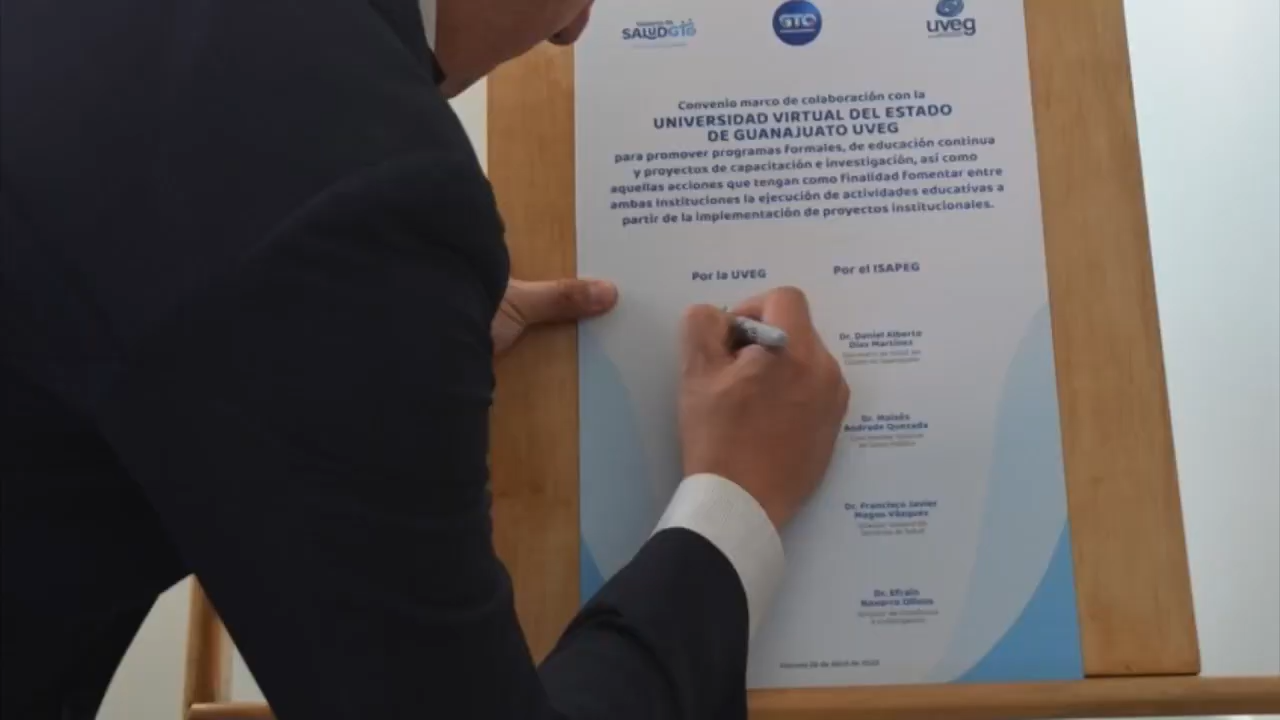 SALUDGTO
GTO
uveg
Convenio marco de colaboración con la
UNIVERSIDAD VIRTUAL DEL ESTADO
DE GUANAJUATO UVEG
para promover programas formales, de educación continua
y proyectos de capacitación e investigación, así como
aquellas acciones que tengan como finalidad fomentar entre
ambas instituciones la ejecución de actividades educativas a
partir de la implementación de proyectos institucionales.
Por la UVEG
Por el ISAPEG
Dr. Daniel Alberto
Díaz Martínez
Dr. Moisés
Andrade Quezada
Dr. Francisco Javier
Magos Vázquez
Dr. Efraín
Navarro Olivos